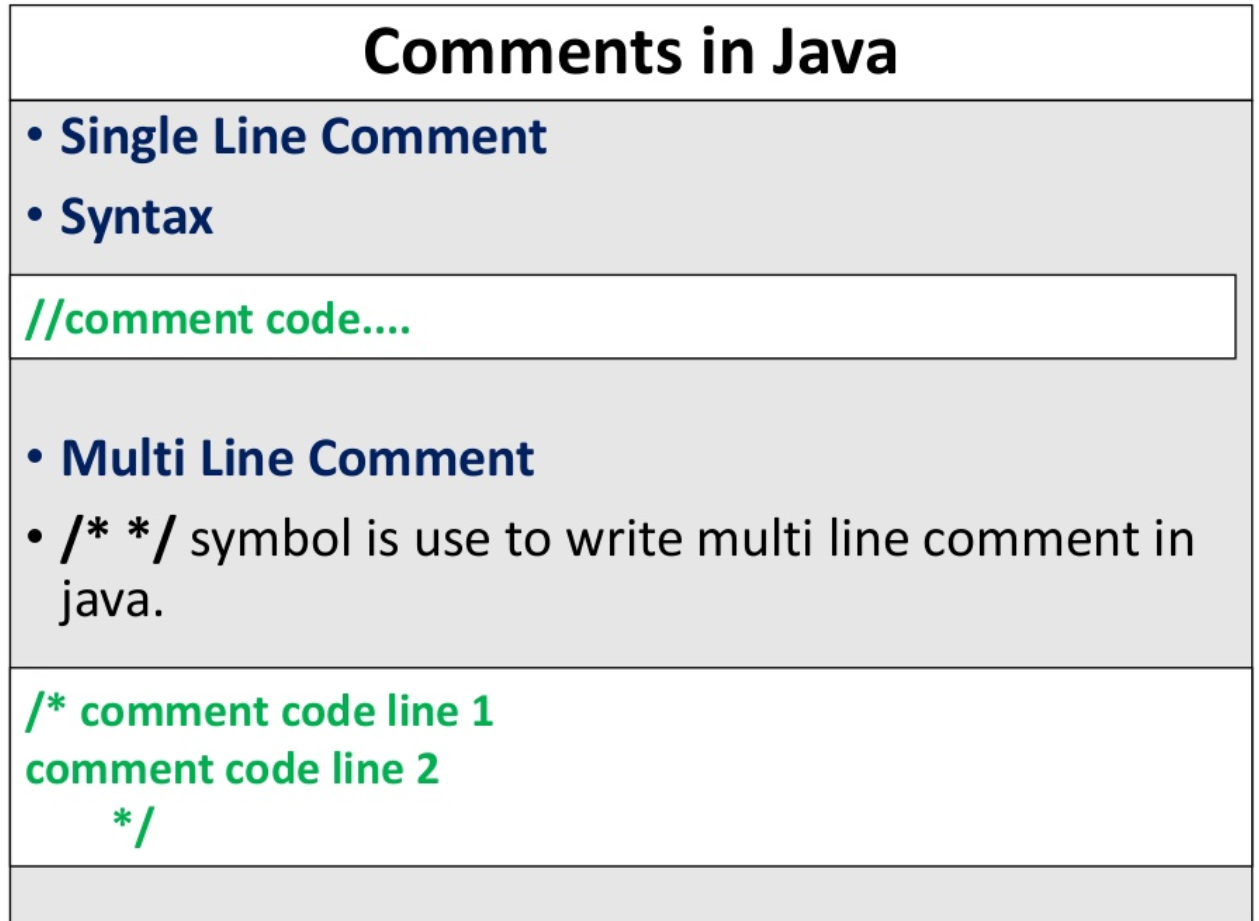 Comments in Java
• Single Line Comment
• Syntax
//comment code....
• Multi Line Comment
• /* */ symbol is use to write multi line comment in
java.
/* comment code line 1
comment code line 2
*/